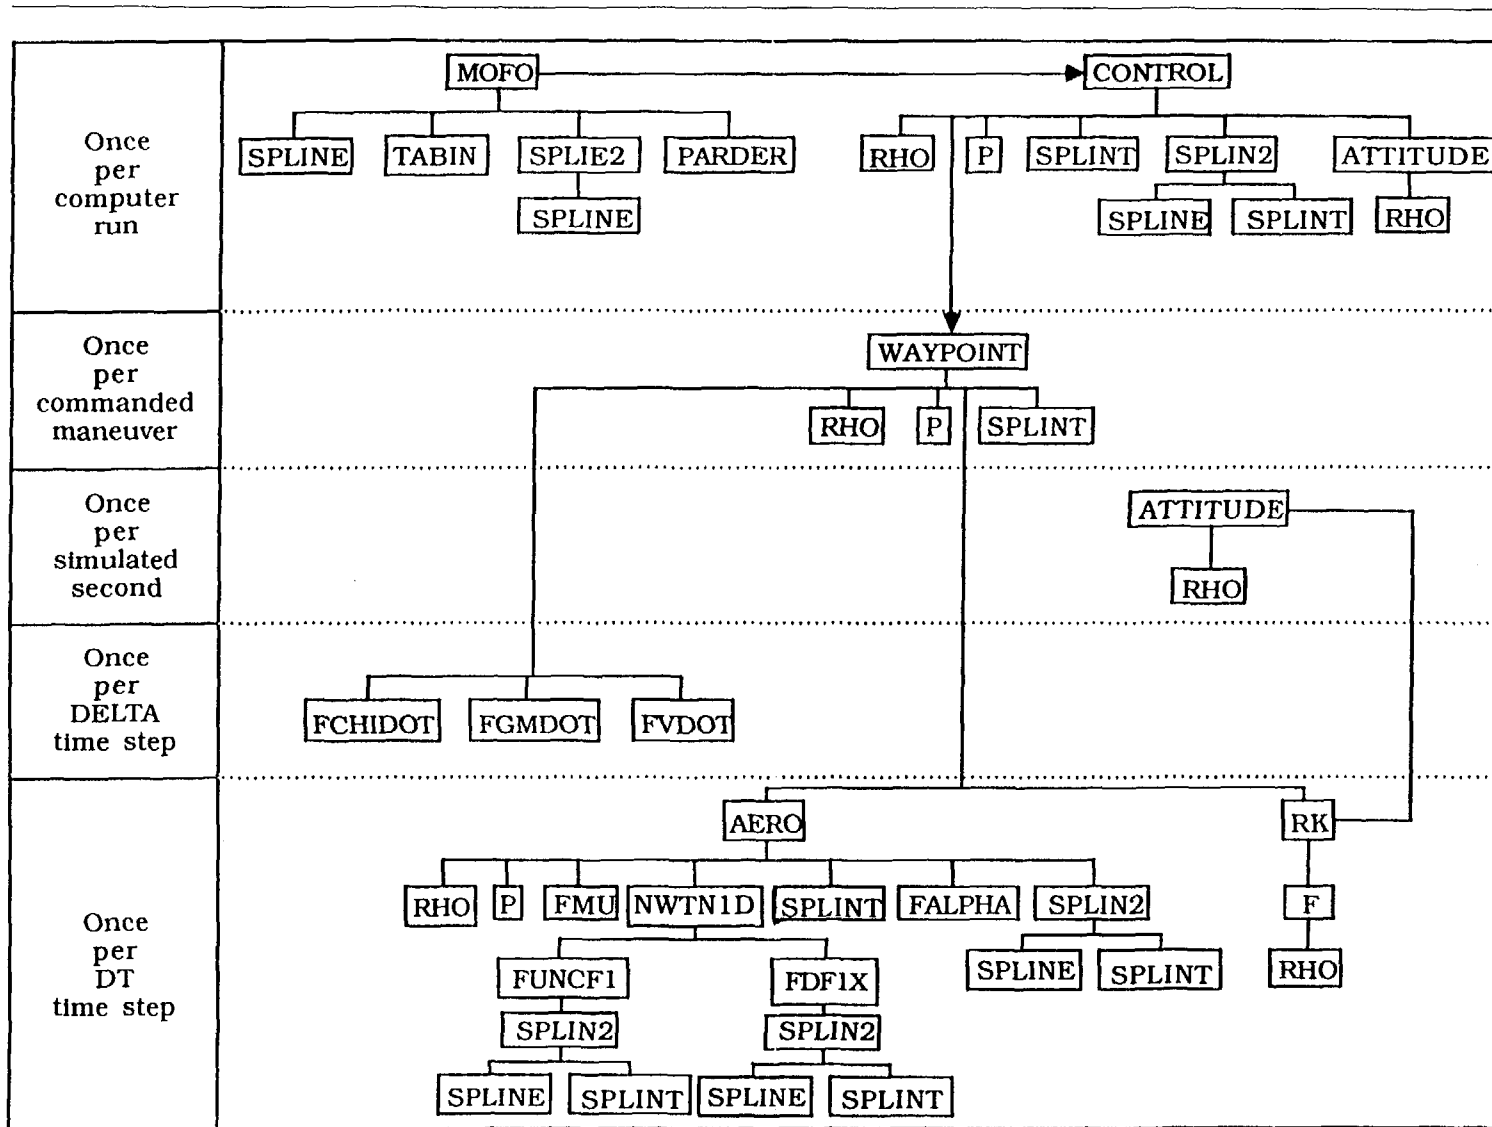 Once
per
computer
run
MOFO
CONTROL
SPLINE
TABIN
SPLIE2
PARDER
RHO
P
SPLINT
SPLIN2
ATTITUDE
SPLINE
SPLINE
SPLINT
RHO
Once
per
commanded
maneuver
WAYPOINT
RHO
P
SPLINT
Once
per
simulated
second
ATTITUDE
RHO
Once
per
DELTA
time step
FCHIDOT
FGMDOT
FVDOT
Once
per
DT
time step
AERO
RK
RHO
P
FMU
NWTN1D
SPLINT
FALPHA
SPLIN2
F
FUNCF1
FDF1X
SPLINE
SPLINT
RHO
SPLIN2
SPLIN2
SPLINE
SPLINT
SPLINE
SPLINT